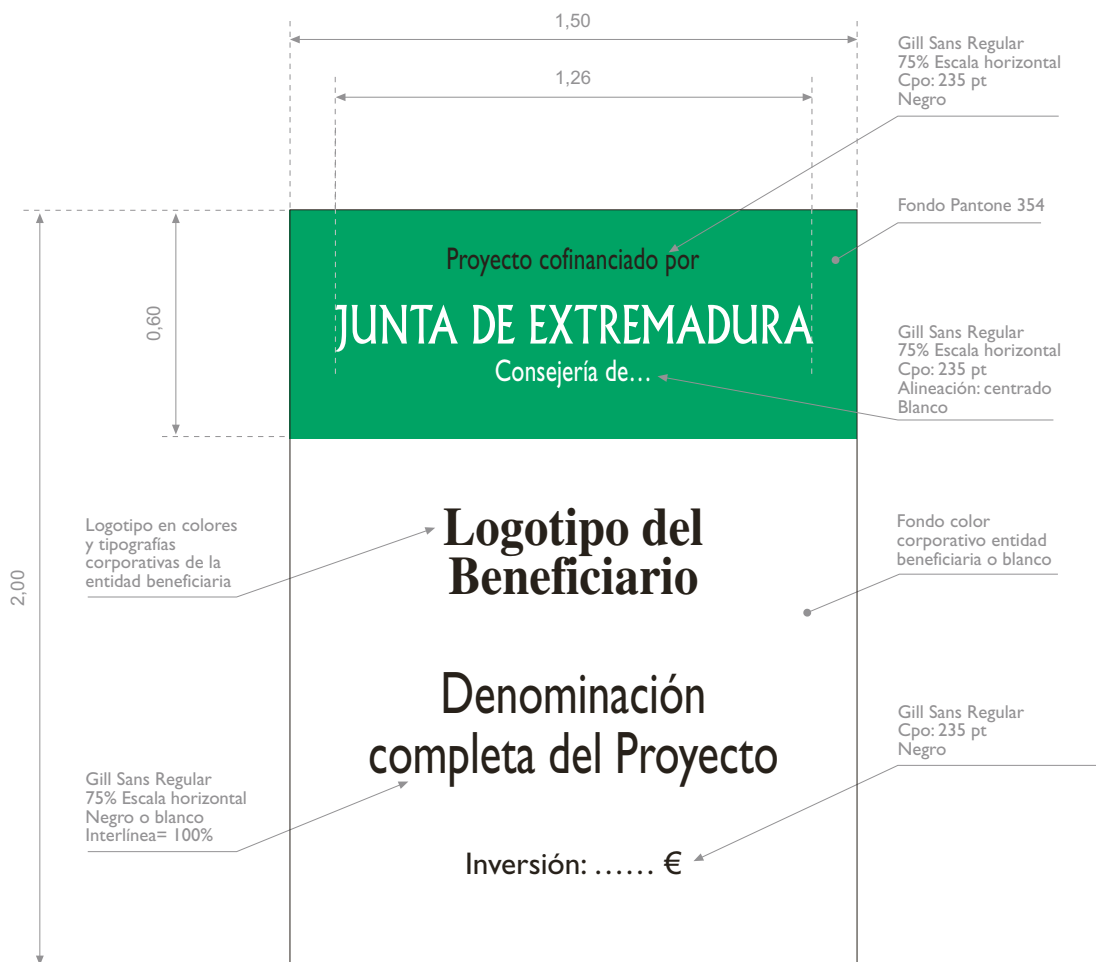 1,50
1,26
Gill Sans Regular
75% Escala horizontal
Cpo: 235 pt
Negro
Fondo Pantone 354
Proyecto cofinanciado por
0,60
JUNTA DE EXTREMADURA
Consejería de...
Gill Sans Regular
75% Escala horizontal
Cpo: 235 pt
Alineación: centrado
Blanco
2,00
Logotipo en colores
y tipografías
corporativas de la
entidad beneficiaria
Logotipo del
Beneficiario
Fondo color
corporativo entidad
beneficiaria o blanco
Denominación
completa del Proyecto
Gill Sans Regular
Cpo: 235 pt
Negro
Gill Sans Regular
75% Escala horizontal
Negro o blanco
Interlínea= 100%
Inversión: ...... €